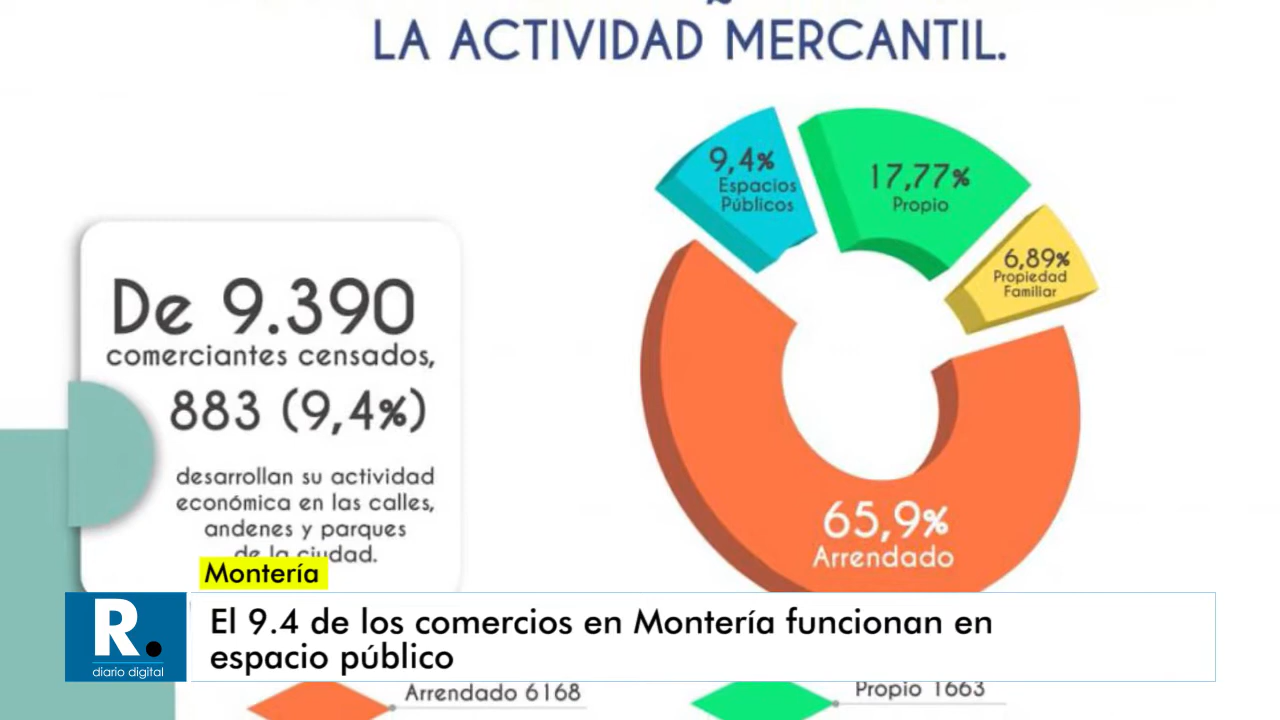 LA ACTIVIDAD MERCANTIL.
9,4%
Espacios
Públicos
17,77%
Propio
6,89%
Propiedad
Familiar
65,9%
Arrendado
De 9.390
comerciantes censados,
883 (9,4%)
desarrollan su actividad
económica en las calles,
andenes y parques
de la ciudad.
Montería
R.
diario digital
El 9.4 de los comercios en Montería funcionan en
espacio público
Arrendado 6168
Propio 1663